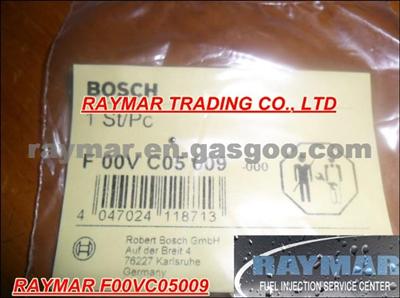 BOSCH
RAYMAR TRADING CO., LTD
1 St/Pc
raymar.en.gasgoo.com
F 00V C05 009 -000
4 047024 118713
Robert Bosch GmbH
Auf der Breit 4
76227 Karlsruhe
Germany
RAYMAR
FUEL INJECTION SERVICE CENTER
RAYMAR F00VC05009